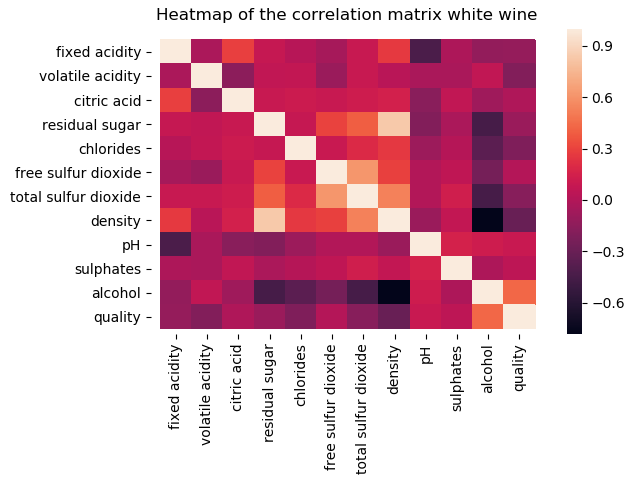 Heatmap of the correlation matrix white wine
fixed acidity
volatile acidity
citric acid
residual sugar
chlorides
free sulfur dioxide
total sulfur dioxide
density
pH
sulphates
alcohol
quality
fixed acidity
volatile acidity
citric acid
residual sugar
chlorides
free sulfur dioxide
total sulfur dioxide
density
pH
sulphates
alcohol
quality
0.9
0.6
0.3
0.0
−0.3
−0.6